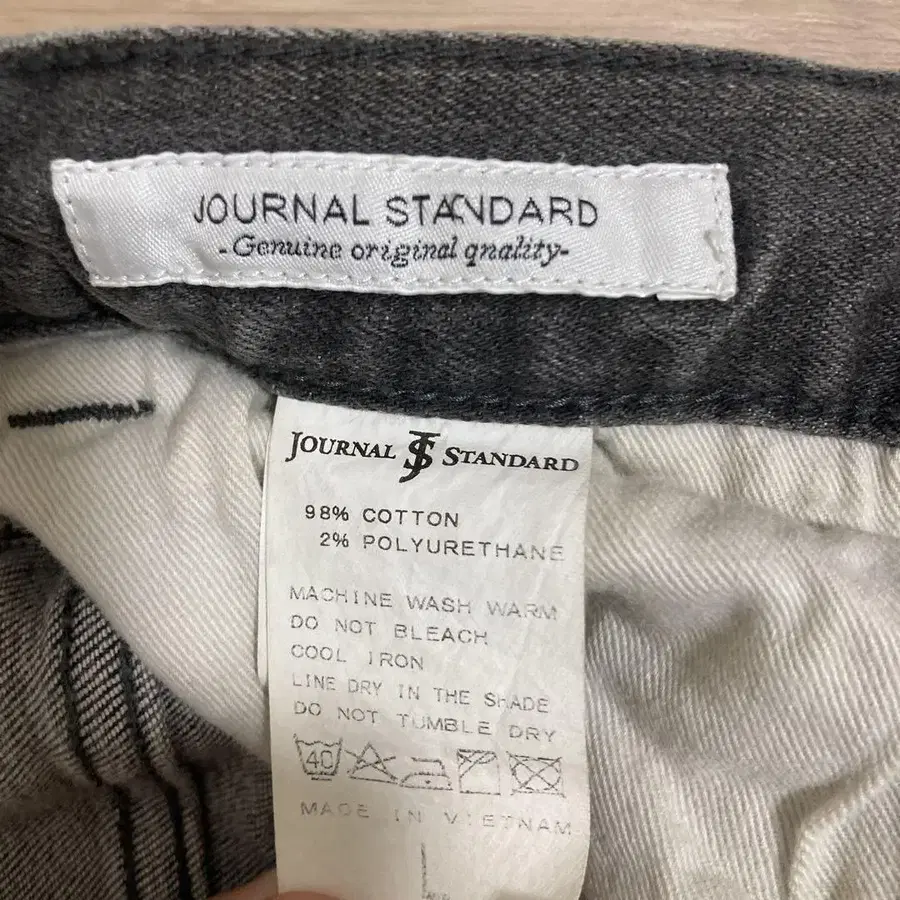 JOURNAL STANDARD
-Genuine original qnality-
JOURNAL JS STANDARD
98% COTTON
2% POLYURETHANE
MACHINE WASH WARM
DO NOT BLEACH
COOL IRON
LINE DRY IN THE SHADE
DO NOT TUMBLE DRY
40
MADE IN VIETNAM